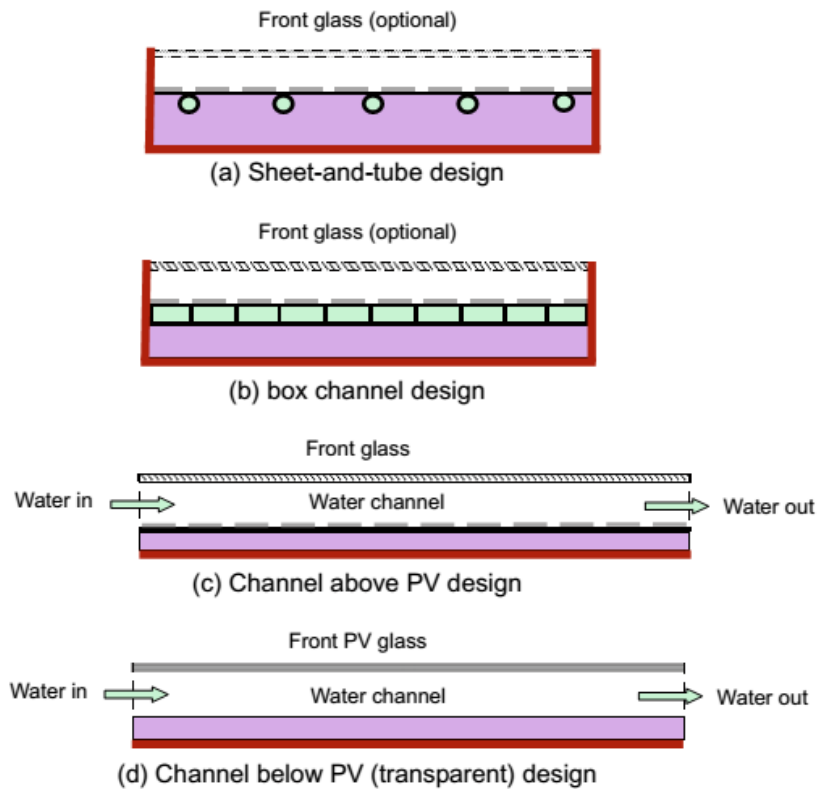 Front glass (optional)
(a) Sheet-and-tube design
Front glass (optional)
(b) box channel design
Front glass
Water in
Water channel
Water out
(c) Channel above PV design
Front PV glass
Water in
Water channel
Water out
(d) Channel below PV (transparent) design